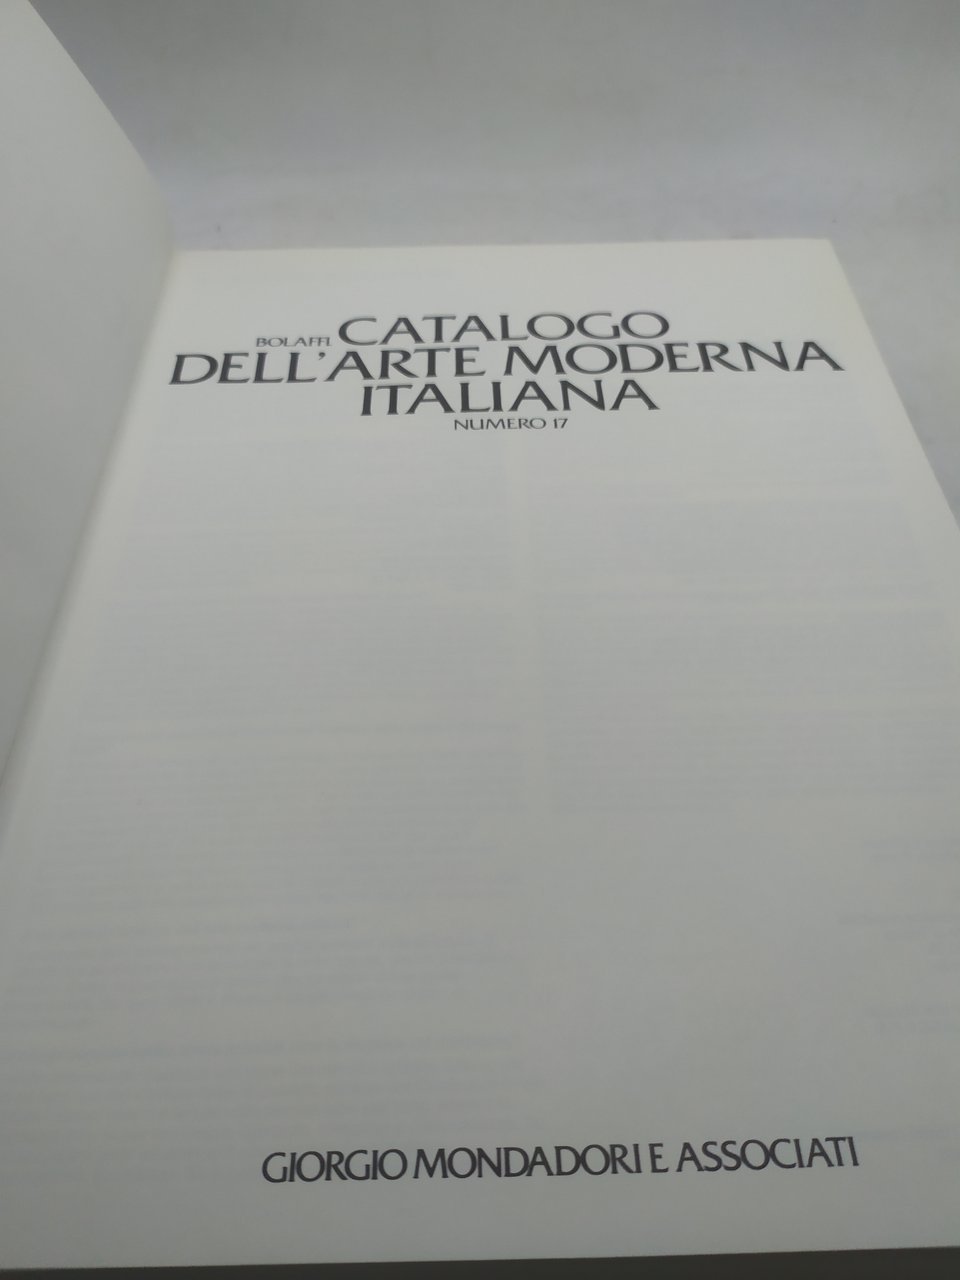 BOLAFFI. CATALOGO
DELL'ARTE MODERNA
ITALIANA
NUMERO 17
GIORGIO MONDADORI E ASSOCIATI